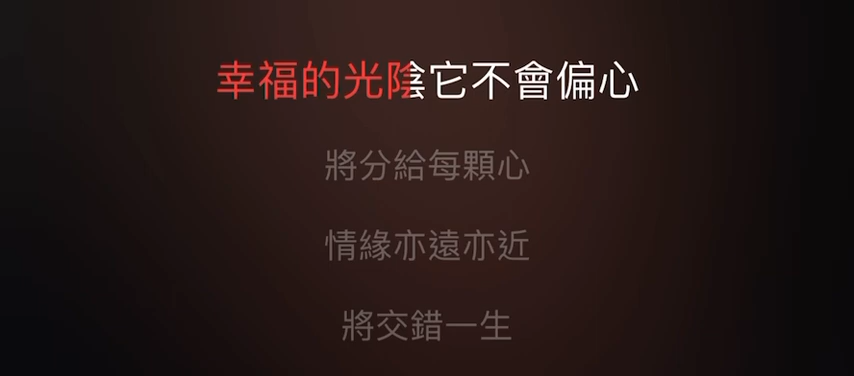 幸福的光陰它不會偏心
將分給每顆心
情緣亦遠亦近
將交錯一生